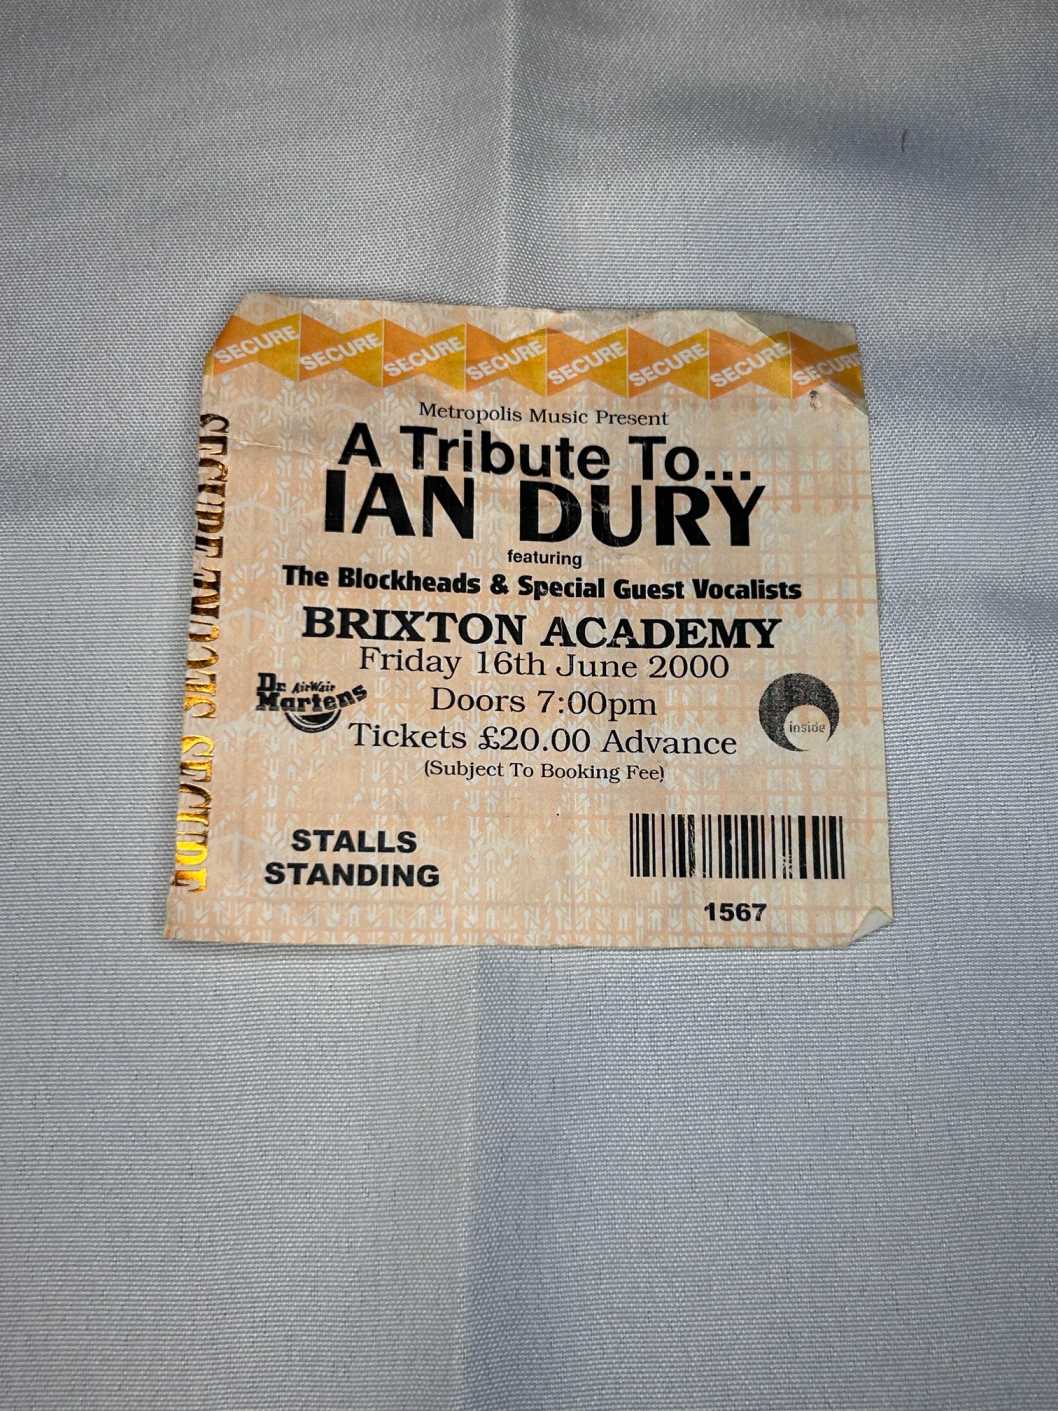 SECURE SECURE SECURE SECURE SECURE SECURE SECURE SECURE
Metropolis Music Present
A Tribute To...
IAN DURY
featuring
The Blockheads & Special Guest Vocalists
BRIXTON ACADEMY
Friday 16th June 2000
Doors 7:00pm
Tickets £20.00 Advance
(Subject To Booking Fee)
Dr. AirWair
Martens
inside
STALLS
STANDING
1567
SECURE